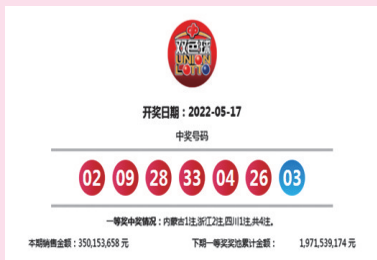 双色球
UNION
LOTTO
开奖日期：2022-05-17
中奖号码
02 09 28 33 04 26 03
一等奖中奖情况：内蒙古1注,浙江2注,四川1注,共4注。
本期销售金额：350,153,658 元 下期一等奖奖池累计金额： 1,971,539,174 元